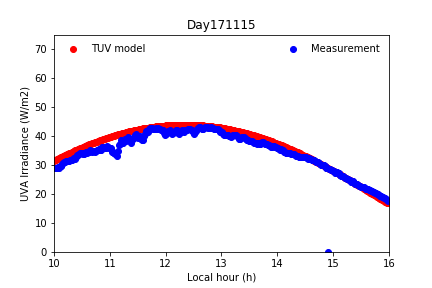 Day171115
TUV model
Measurement
UVA Irradiance (W/m2)
70
60
50
40
30
20
10
0
10 11 12 13 14 15 16
Local hour (h)